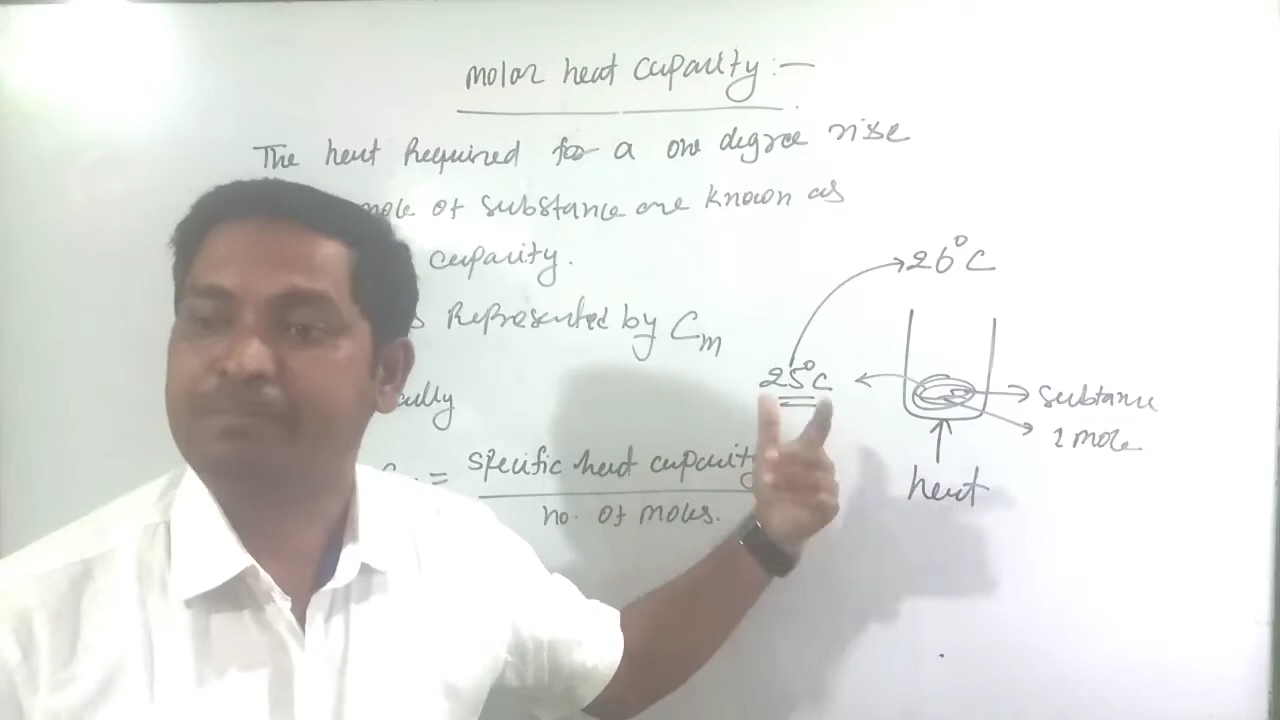 Molar heat capacity :-
The heat Required for a one degree rise
mole of substance are known as
capacity.
Represented by Cm
26°C
25°C
substance
1 mole
heat
= specific heat capacity
no. of moles.